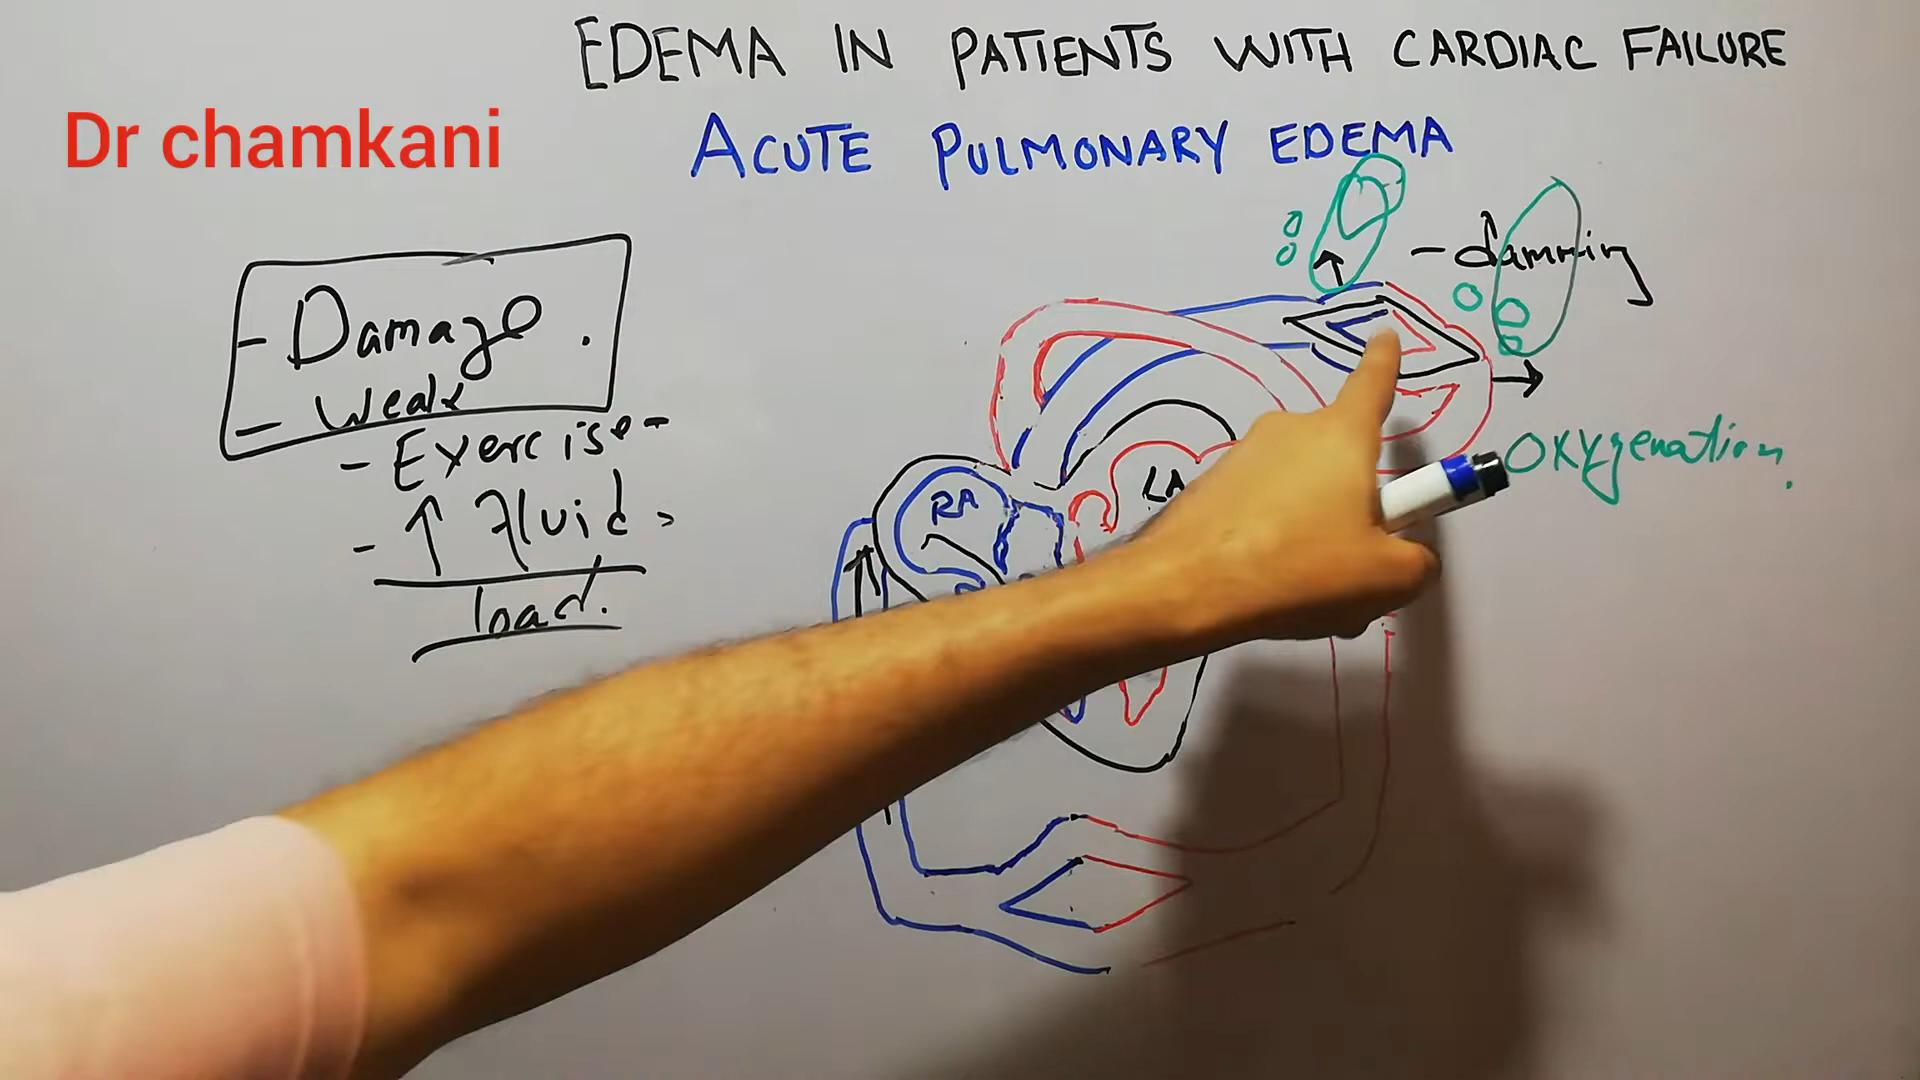 EDEMA IN PATIENTS WITH CARDIAC FAILURE
Dr chamkani
ACUTE PULMONARY EDEMA
- damming
- Damage.
- Weak
- Exercise -
- ↑ fluid
load.
oxygenation.
RA
LA